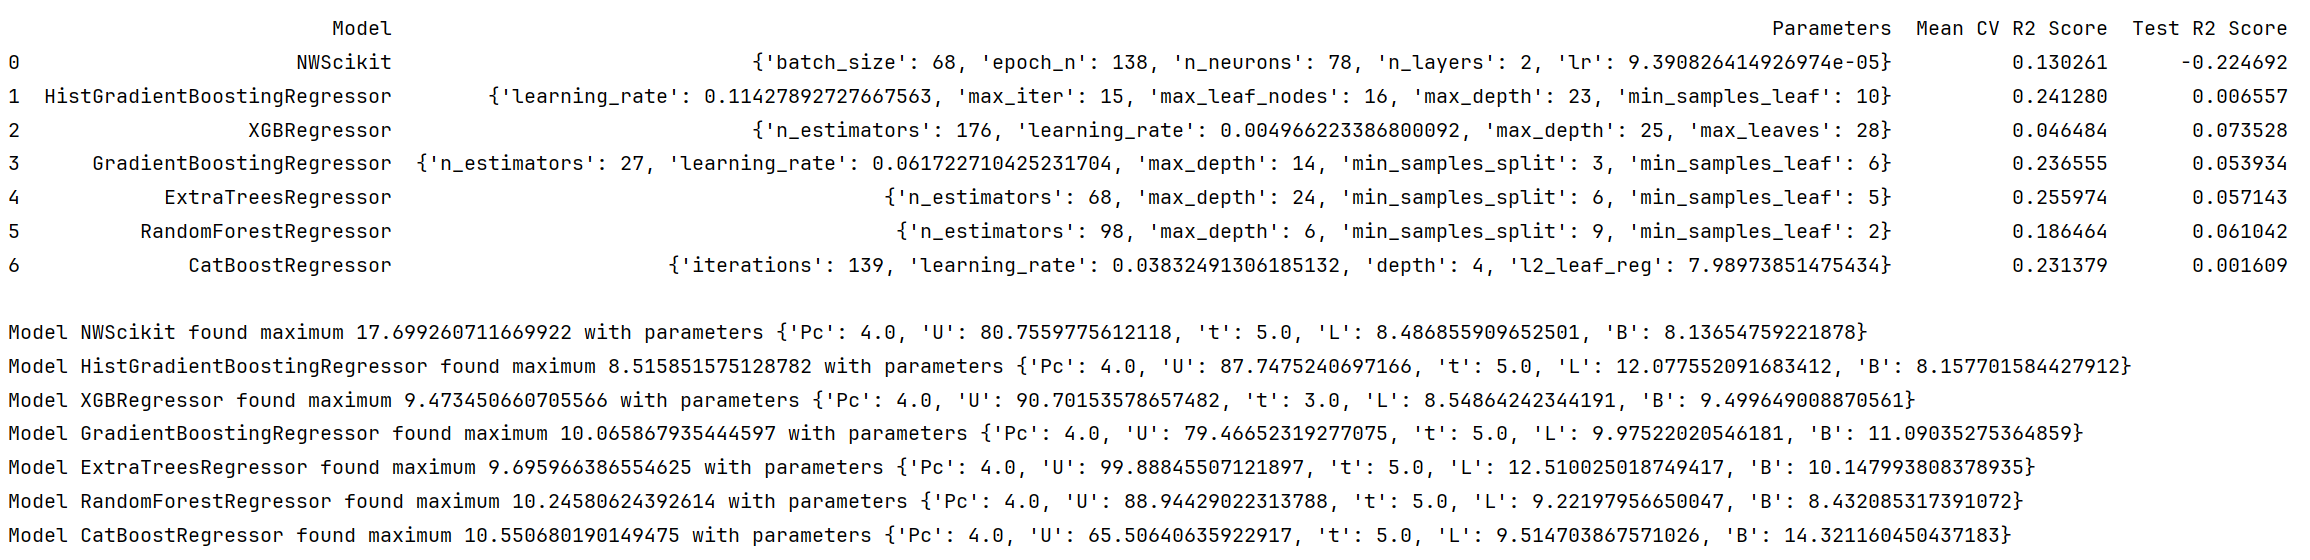 Model Parameters Mean CV R2 Score Test R2 Score
0 NWScikit {'batch_size': 68, 'epoch_n': 138, 'n_neurons': 78, 'n_layers': 2, 'lr': 9.390826414926974e-05} 0.130261 -0.224692
1 HistGradientBoostingRegressor {'learning_rate': 0.11427892727667563, 'max_iter': 15, 'max_leaf_nodes': 16, 'max_depth': 23, 'min_samples_leaf': 10} 0.241280 0.006557
2 XGBRegressor {'n_estimators': 176, 'learning_rate': 0.004966223386800092, 'max_depth': 25, 'max_leaves': 28} 0.046484 0.073528
3 GradientBoostingRegressor {'n_estimators': 27, 'learning_rate': 0.061722710425231704, 'max_depth': 14, 'min_samples_split': 3, 'min_samples_leaf': 6} 0.236555 0.053934
4 ExtraTreesRegressor {'n_estimators': 68, 'max_depth': 24, 'min_samples_split': 6, 'min_samples_leaf': 5} 0.255974 0.057143
5 RandomForestRegressor {'n_estimators': 98, 'max_depth': 6, 'min_samples_split': 9, 'min_samples_leaf': 2} 0.186464 0.061042
6 CatBoostRegressor {'iterations': 139, 'learning_rate': 0.03832491306185132, 'depth': 4, 'l2_leaf_reg': 7.98973851475434} 0.231379 0.001609
Model NWScikit found maximum 17.699260711669922 with parameters {'Pc': 4.0, 'U': 80.7559775612118, 't': 5.0, 'L': 8.486855909652501, 'B': 8.13654759221878}
Model HistGradientBoostingRegressor found maximum 8.515851575128782 with parameters {'Pc': 4.0, 'U': 87.7475240697166, 't': 5.0, 'L': 12.077552091683412, 'B': 8.157701584427912}
Model XGBRegressor found maximum 9.473450660705566 with parameters {'Pc': 4.0, 'U': 90.70153578657482, 't': 3.0, 'L': 8.54864242344191, 'B': 9.499649008870561}
Model GradientBoostingRegressor found maximum 10.065867935444597 with parameters {'Pc': 4.0, 'U': 79.46652319277075, 't': 5.0, 'L': 9.97522020546181, 'B': 11.09035275364859}
Model ExtraTreesRegressor found maximum 9.695966386554625 with parameters {'Pc': 4.0, 'U': 99.88845507121897, 't': 5.0, 'L': 12.510025018749417, 'B': 10.147993808378935}
Model RandomForestRegressor found maximum 10.24580624392614 with parameters {'Pc': 4.0, 'U': 88.94429022313788, 't': 5.0, 'L': 9.22197956650047, 'B': 8.432085317391072}
Model CatBoostRegressor found maximum 10.550680190149475 with parameters {'Pc': 4.0, 'U': 65.50640635922917, 't': 5.0, 'L': 9.514703867571026, 'B': 14.321160450437183}